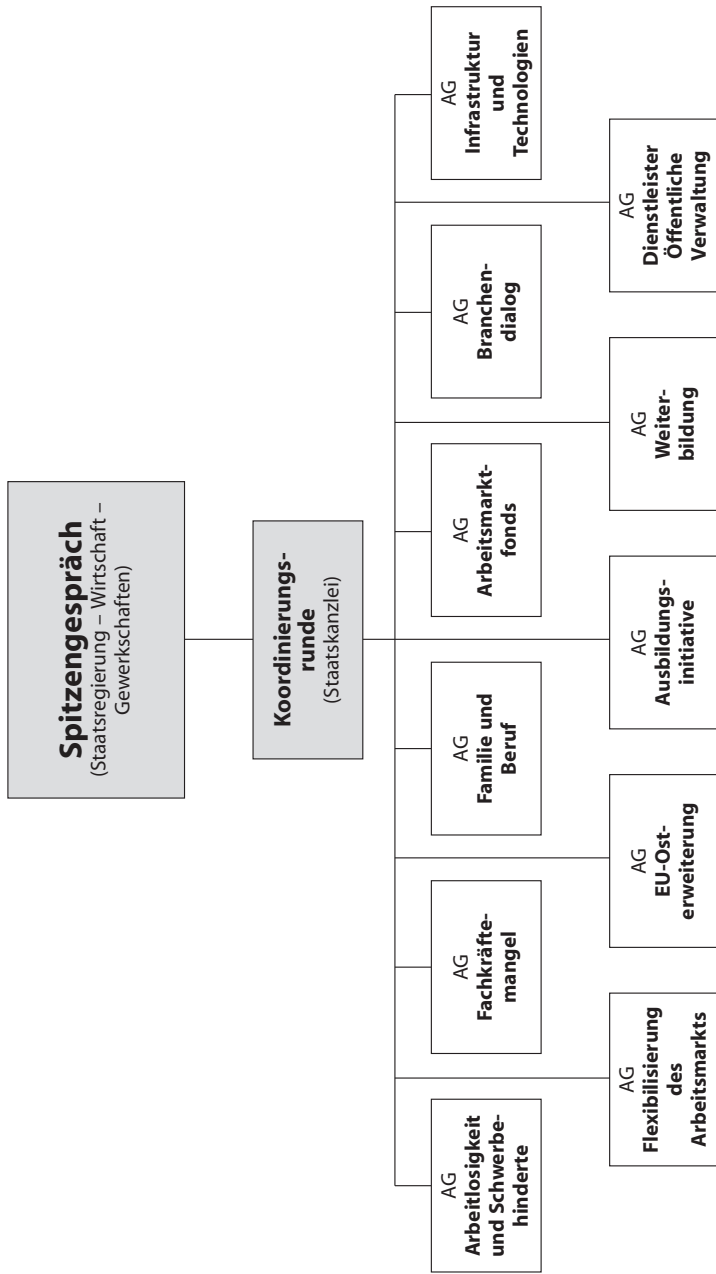 Spitzengespräch
(Staatsregierung – Wirtschaft –
Gewerkschaften)
Koordinierungs-
runde
(Staatskanzlei)
AG
Arbeitlosigkeit
und Schwerbe-
hinderte
AG
Fachkräfte-
mangel
AG
Familie und
Beruf
AG
Arbeitsmarkt-
fonds
AG
Branchen-
dialog
AG
Infrastruktur
und
Technologien
AG
Flexibilisierung
des
Arbeitsmarkts
AG
EU-Ost-
erweiterung
AG
Ausbildungs-
initiative
AG
Weiter-
bildung
AG
Dienstleister
Öffentliche
Verwaltung